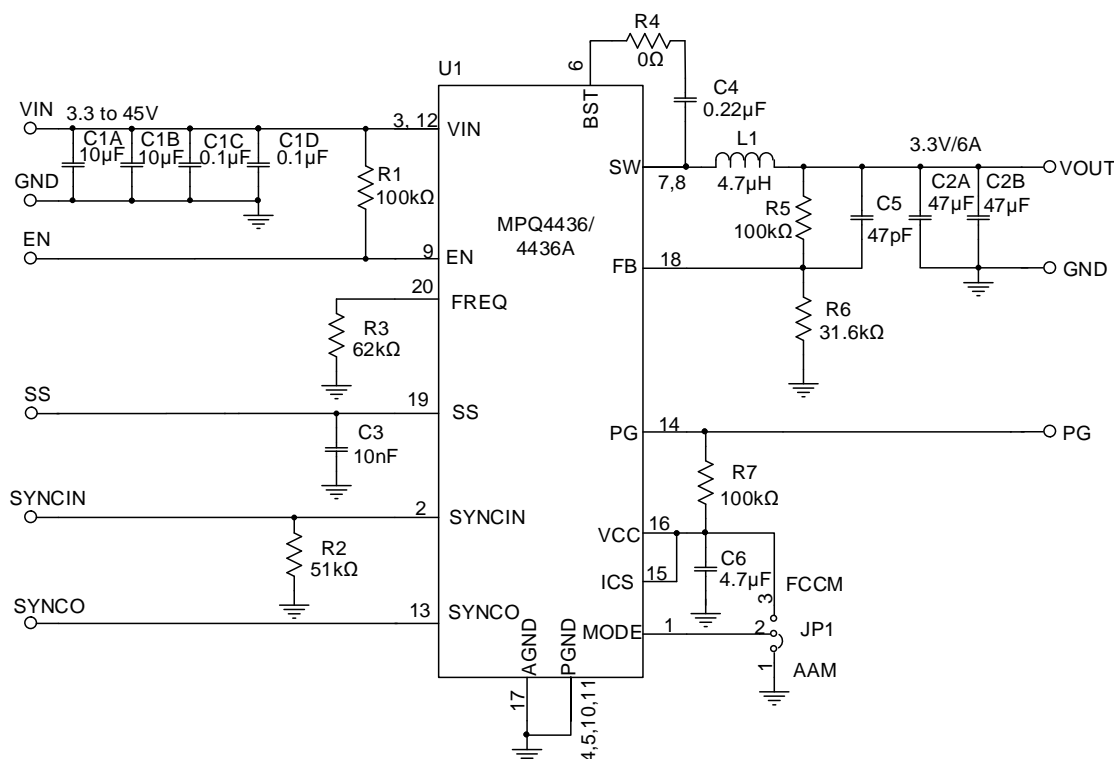 R4
0Ω
6
BST
C4
0.22µF
U1
VIN
3.3 to 45V
3, 12
VIN
C1A
10µF
C1B
10µF
C1C
0.1µF
C1D
0.1µF
GND
R1
100kΩ
EN
9
EN
20
FREQ
R3
62kΩ
SS
19
SS
C3
10nF
SYNCIN
2
SYNCIN
R2
51kΩ
SYNCO
13
SYNCO
MPQ4436/
4436A
SW
7,8
L1
4.7µH
3.3V/6A
VOUT
R5
100kΩ
C5
47pF
C2A
47µF
C2B
47µF
FB
18
GND
R6
31.6kΩ
PG
14
PG
R7
100kΩ
VCC
16
ICS
15
C6
4.7µF
FCCM
3
MODE
1
2
JP1
1
AAM
AGND
PGND
17
4,5,10,11